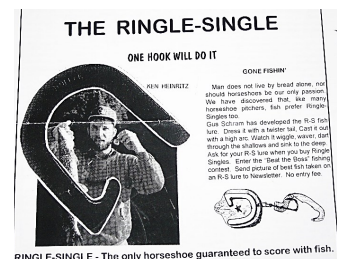 THE RINGLE-SINGLE
ONE HOOK WILL DO IT
KEN HEINRITZ
GONE FISHIN'
Man does not live by bread alone, nor
should horseshoes be our only passion.
We have discovered that, like many
horseshoe pitchers, fish prefer Ringle-
Singles too.
Gus Schram has developed the R-S fish
lure. Dress it with a twister tail, Cast it out
with a high arc. Watch it wiggle, waver, dart
through the shallows and sink to the deep.
Ask for your R-S lure when you buy Ringle
Singles. Enter the 'Beat the Boss' fishing
contest. Send picture of best fish taken on
an R-S lure to Newsletter. No entry fee.
RINGLE-SINGLE - The only horseshoe guaranteed to score with fish.